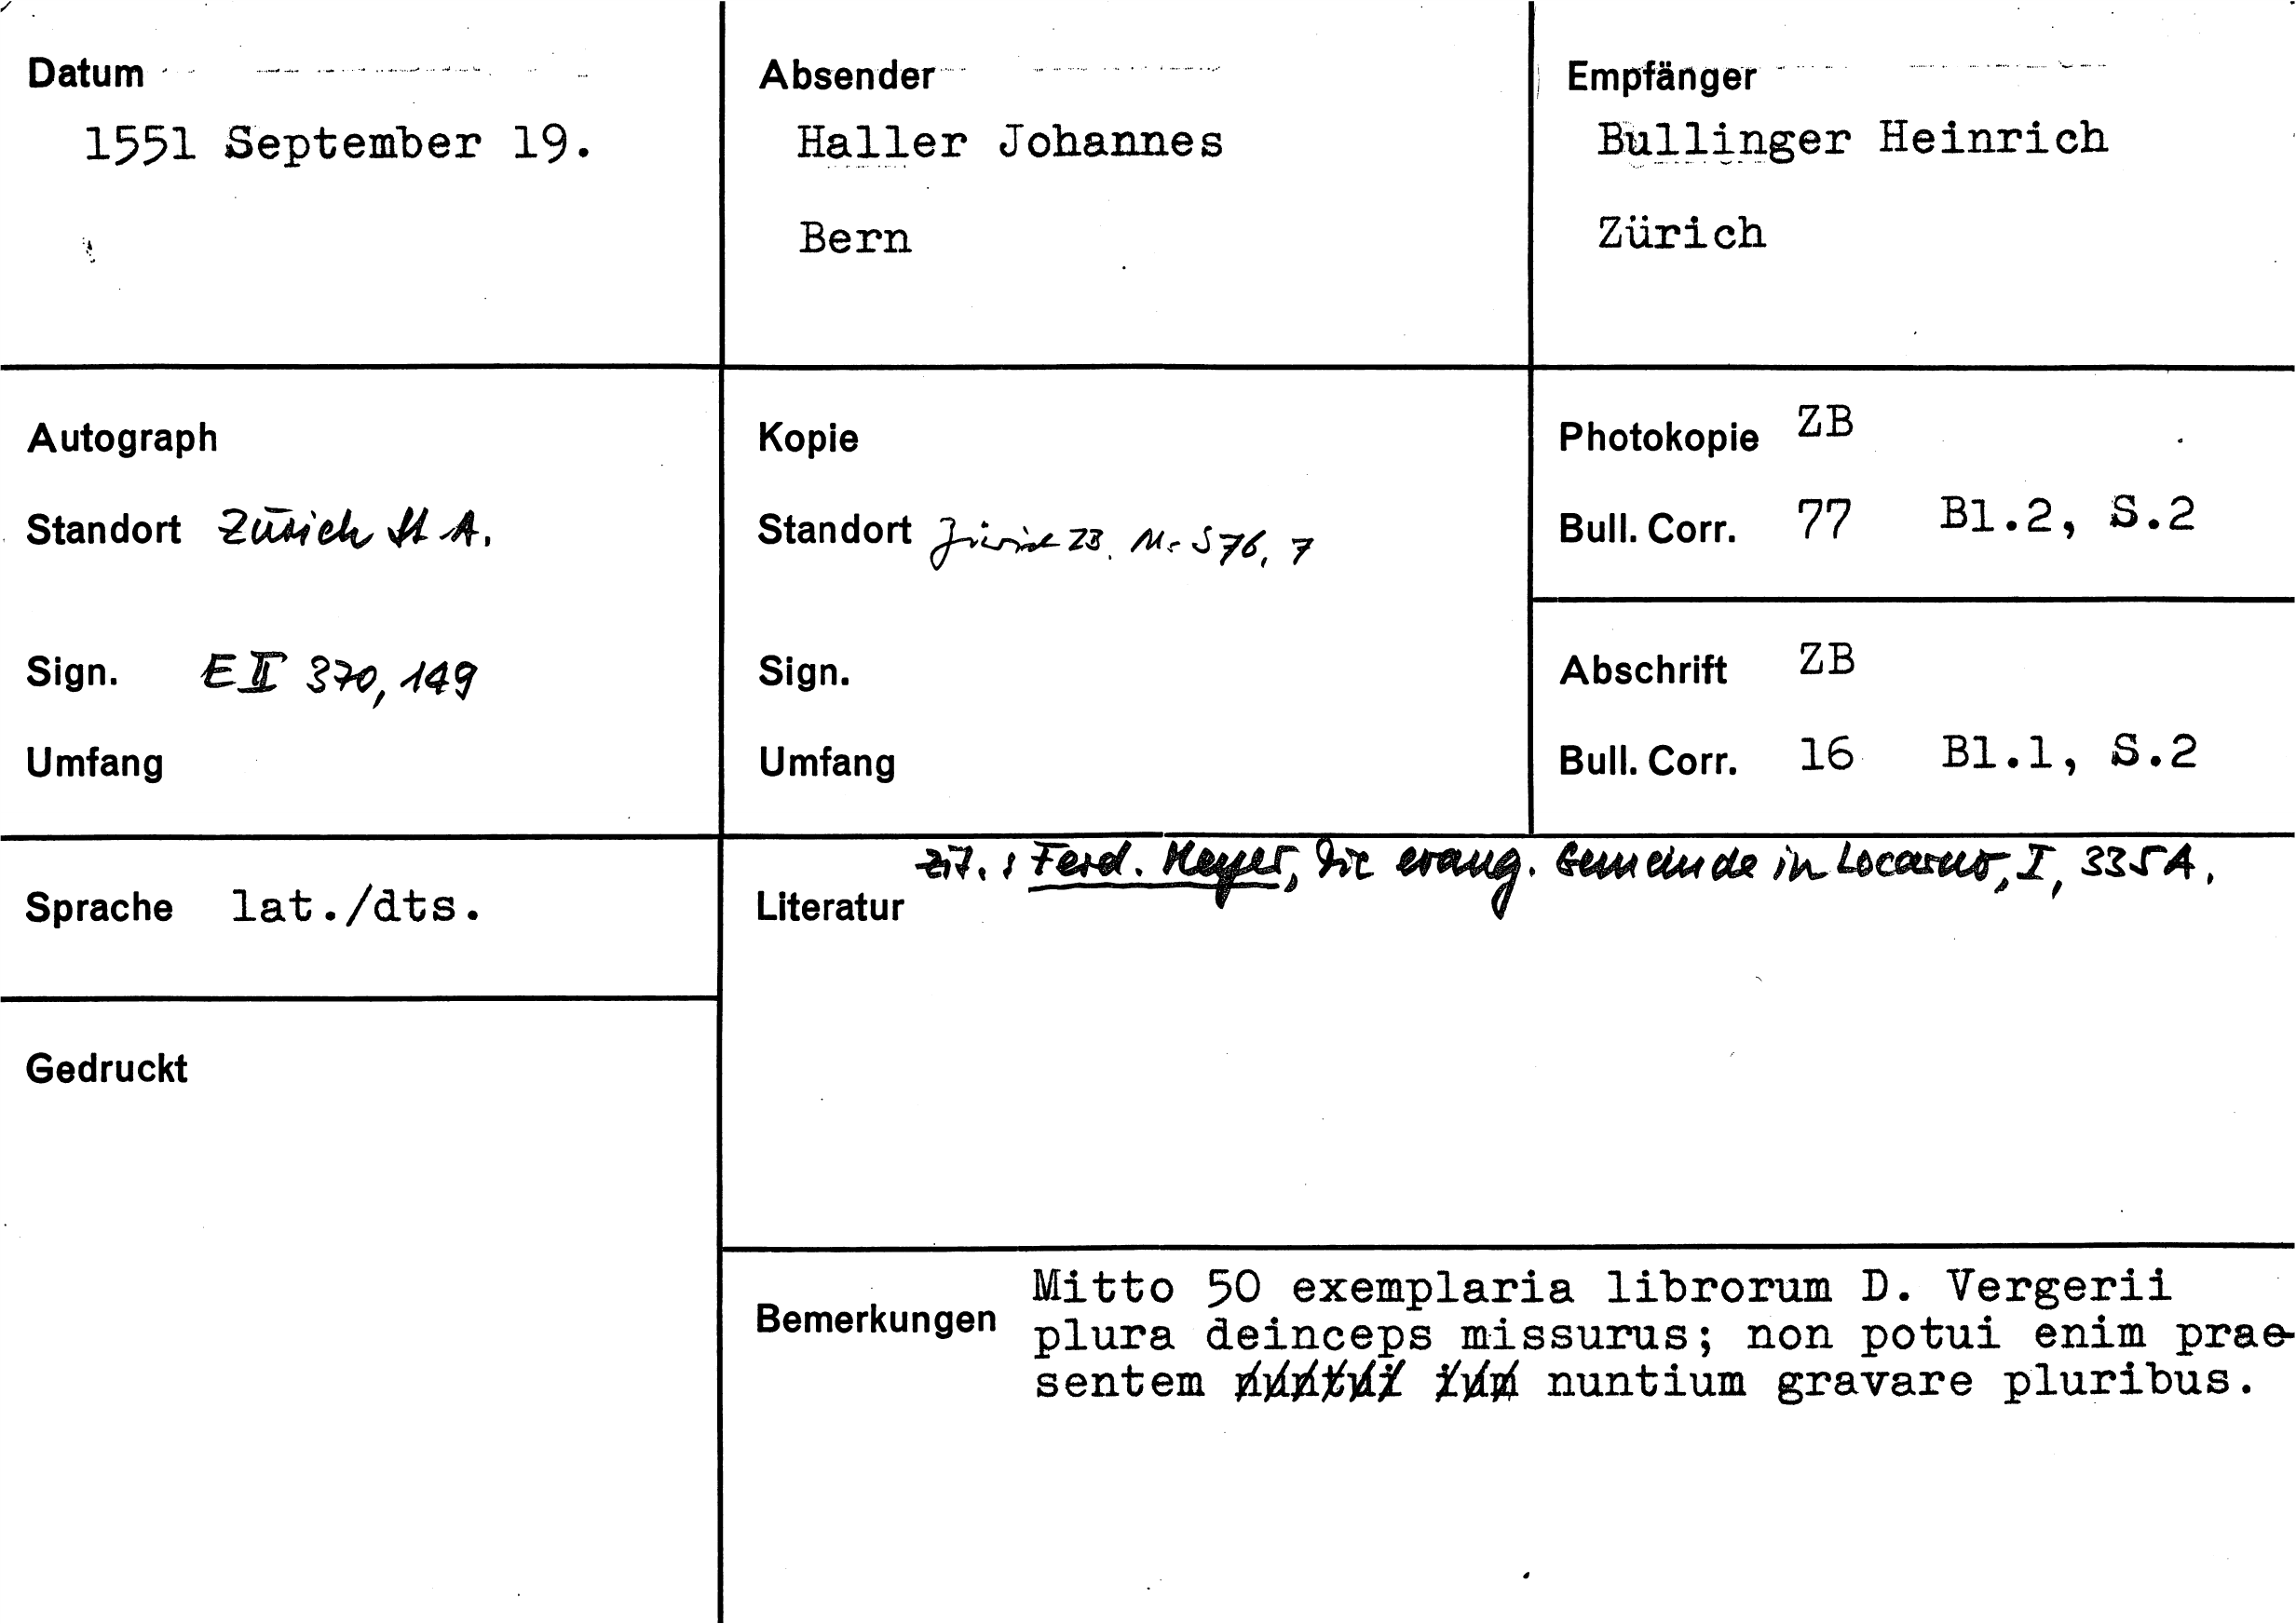 Datum
1551 September 19.
Absender
Haller Johannes
Bern
Empfänger
Bullinger Heinrich
Zürich
Autograph
Standort Zürich St A.
Sign. E II 370, 149
Umfang
Kopie
Standort Zürich ZB. Ms S 76, 7
Sign.
Umfang
Photokopie ZB
Bull. Corr. 77 Bl.2, S.2
Abschrift ZB
Bull. Corr. 16 Bl.1, S.2
Sprache lat./dts.
Gedruckt
zit.: Ferd. Meyer, Die evang. Gemeinde in Locarno, I, 335 A.
Literatur
Bemerkungen
Mitto 50 exemplaria librorum D. Vergerii
plura deinceps missurus; non potui enim prae-
sentem nuntui ium nuntium gravare pluribus.